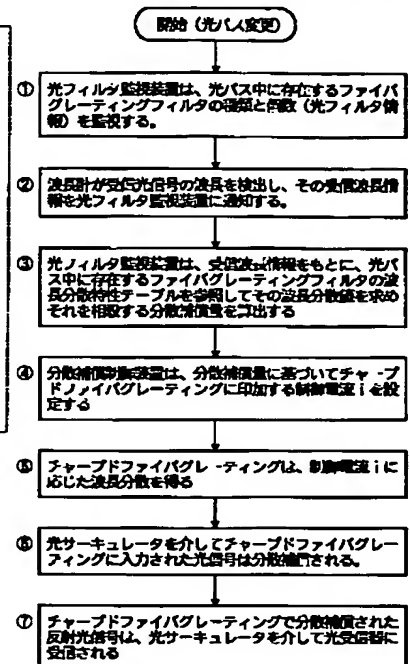 開始（光パス変更）
① 光フィルタ監視装置は、光パス中に存在するファイバ
グレーティングフィルタの種類と個数（光フィルタ情
報）を監視する。
② 波長計が受信光信号の波長を検出し、その受信波長情
報を光フィルタ監視装置に通知する。
③ 光フィルタ監視装置は、受信波長情報をもとに、光パ
ス中に存在するファイバグレーティングフィルタの波
長分散特性テーブルを参照してその波長分散値を求め
それを相殺する分散補償量を算出する
④ 分散補償制御装置は、分散補償量に基づいてチャープ
ドファイバグレーティングに印加する制御電流ｉを設
定する
⑤ チャープドファイバグレーティングは、制御電流ｉに
応じた波長分散を得る
⑥ 光サーキュレータを介してチャープドファイバグレー
ティングに入力された光信号は分散補償される。
⑦ チャープドファイバグレーティングで分散補償された
反射光信号は、光サーキュレータを介して光受信器に
受信される